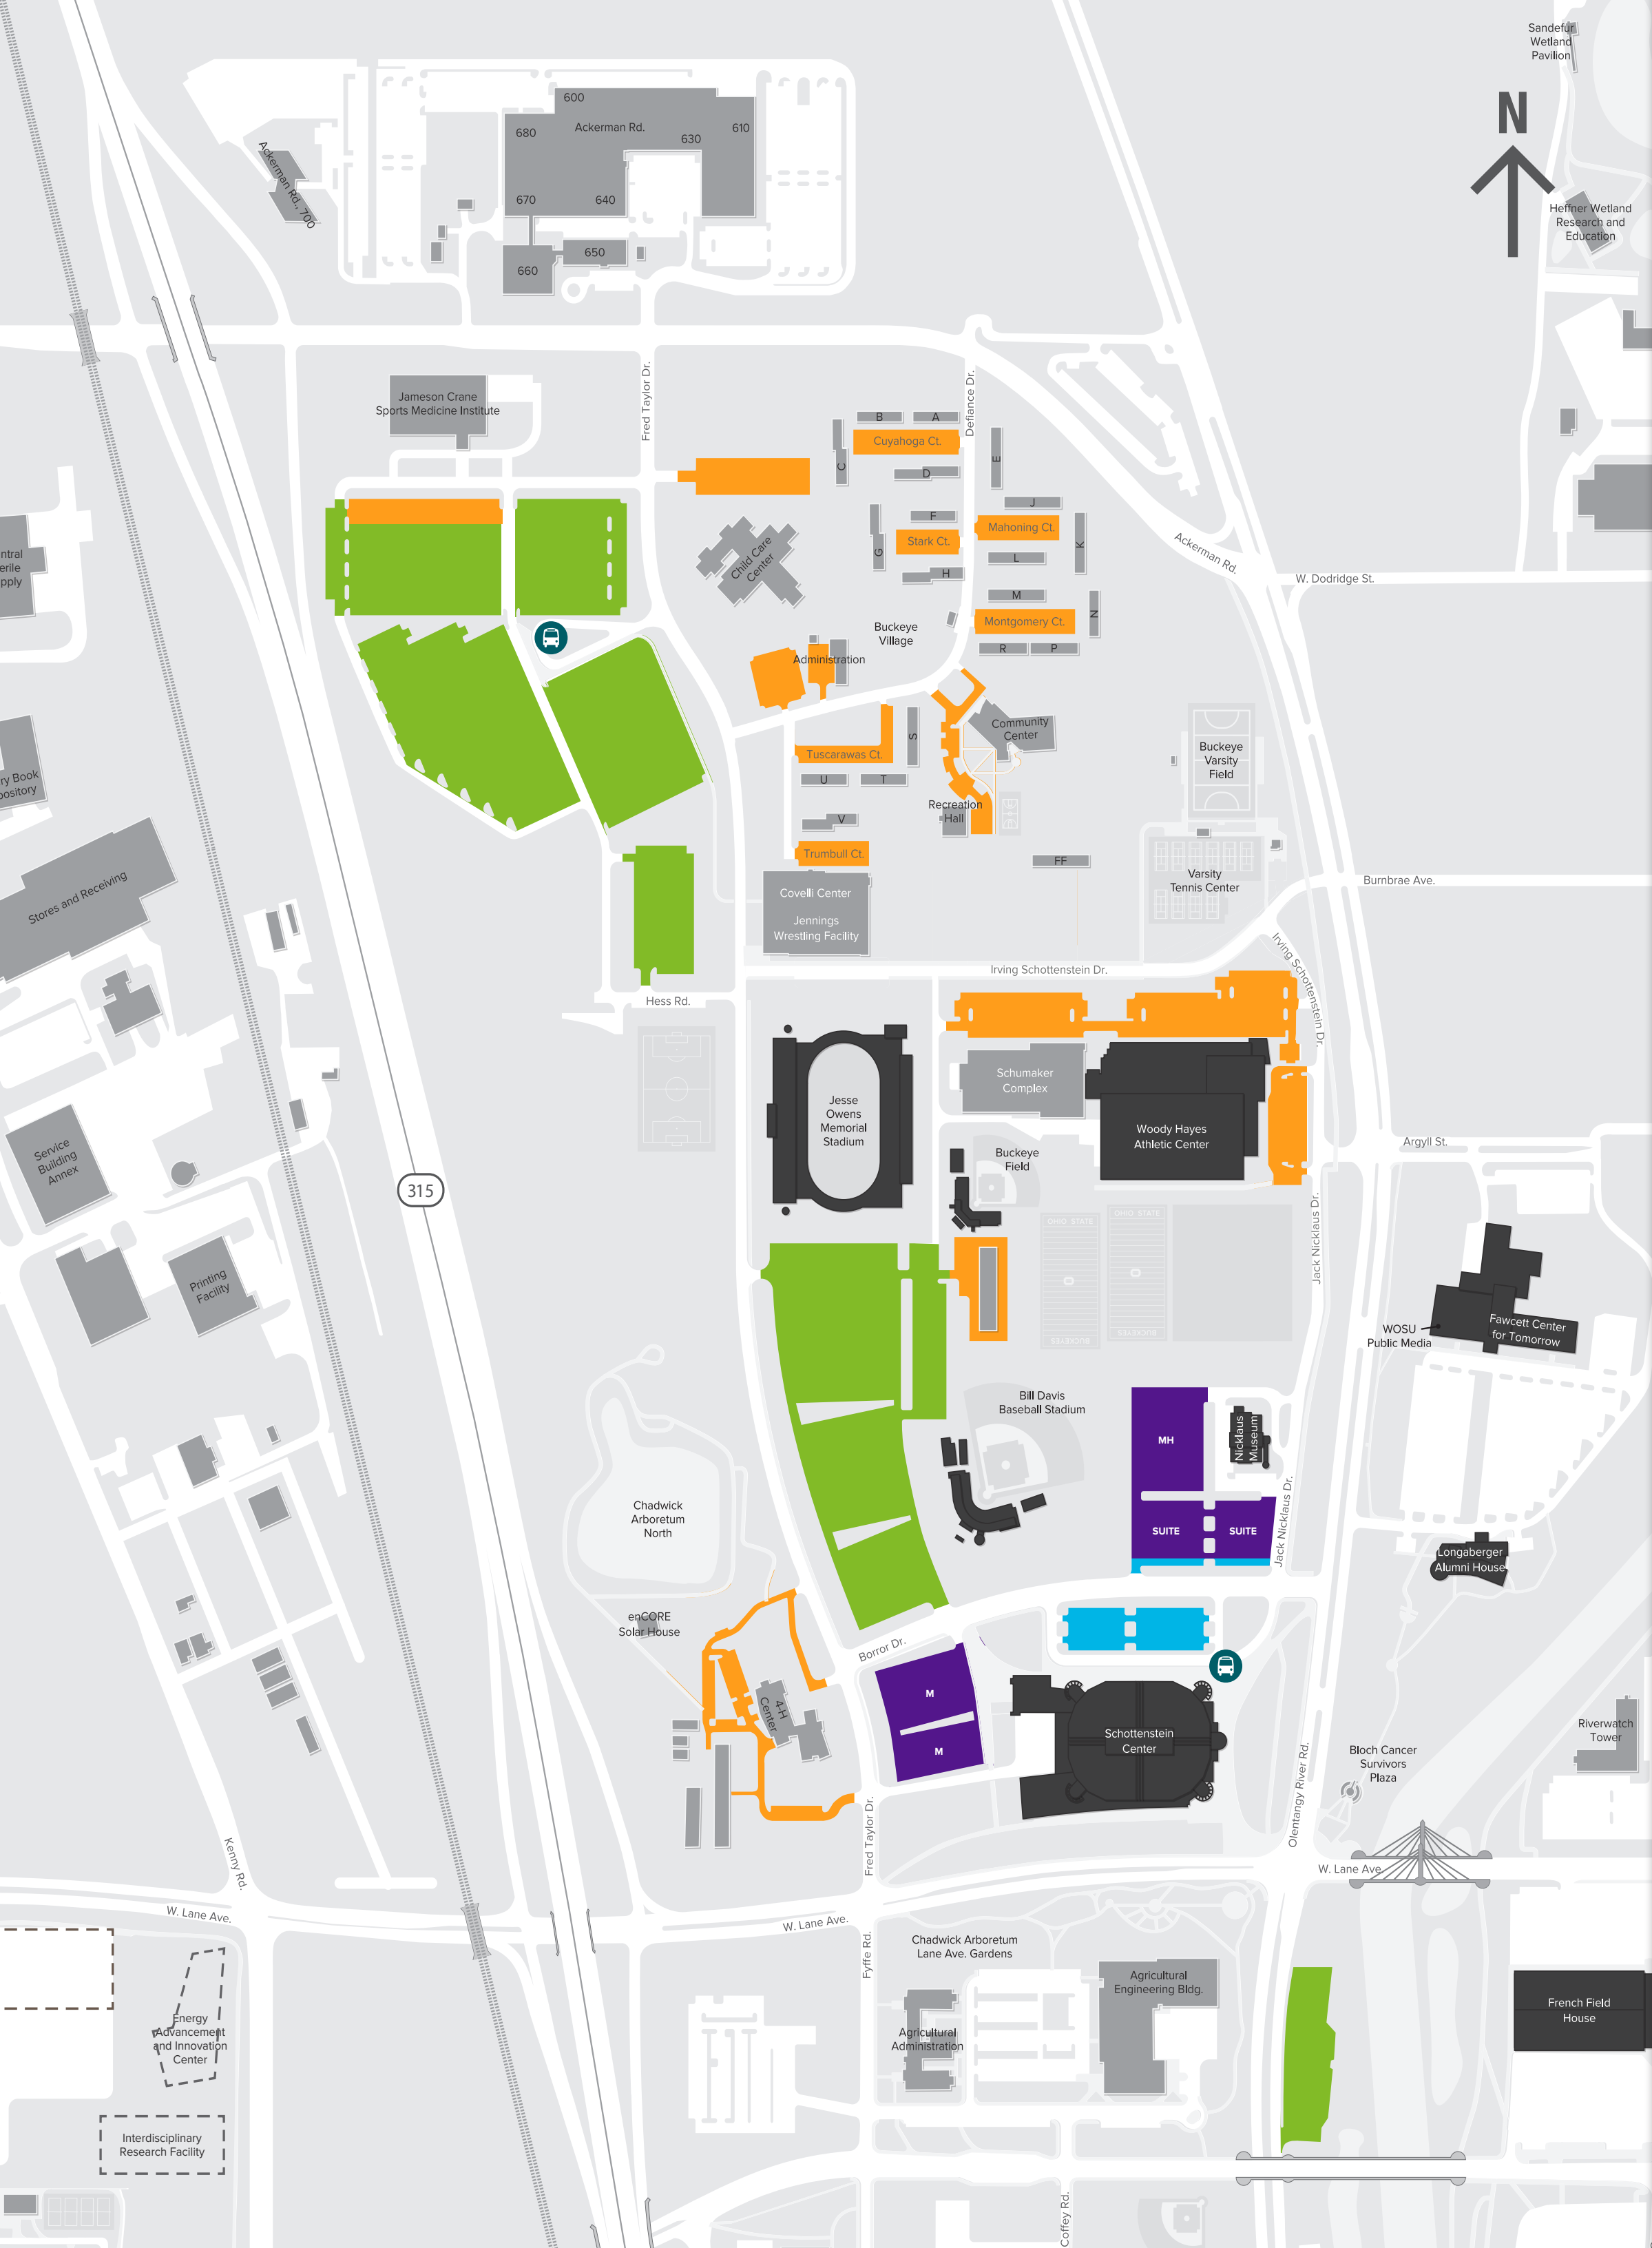 Sandefur
Wetland
Pavilion
N
600
Ackerman Rd.
610
680
630
670
640
650
660
Ackerman Rd., 700
Heffner Wetland
Research and
Education
Jameson Crane
Sports Medicine Institute
Fred Taylor Dr.
Defiance Dr.
B
A
Cuyahoga Ct.
C
D
E
J
F
Mahoning Ct.
Stark Ct.
G
K
L
H
Child Care
Center
Ackerman Rd.
W. Dodridge St.
M
N
Montgomery Ct.
R
P
Buckeye
Village
Administration
Community
Center
S
Tuscarawas Ct.
U
T
Recreation
Hall
V
Trumbull Ct.
FF
Buckeye
Varsity
Field
Varsity
Tennis Center
Burnbrae Ave.
Covelli Center
Jennings
Wrestling Facility
Irving Schottenstein Dr.
Irving Schottenstein Dr.
Hess Rd.
Stores and Receiving
Schumaker
Complex
Jesse
Owens
Memorial
Stadium
Woody Hayes
Athletic Center
Argyll St.
Buckeye
Field
Service
Building
Annex
315
Jack Nicklaus Dr.
OHIO STATE
OHIO STATE
BUCKEYES
BUCKEYES
Printing
Facility
WOSU
Public Media
Fawcett Center
for Tomorrow
Bill Davis
Baseball Stadium
MH
Nicklaus
Museum
SUITE
SUITE
Jack Nicklaus Dr.
Chadwick
Arboretum
North
Longaberger
Alumni House
enCORE
Solar House
Borror Dr.
M
M
4-H
Center
Schottenstein
Center
Riverwatch
Tower
Bloch Cancer
Survivors
Plaza
Olentangy River Rd.
Fred Taylor Dr.
Kenny Rd.
W. Lane Ave.
W. Lane Ave.
W. Lane Ave.
Fyffe Rd.
Chadwick Arboretum
Lane Ave. Gardens
Agricultural
Engineering Bldg.
Agricultural
Administration
French Field
House
Energy
Advancement
and Innovation
Center
Interdisciplinary
Research Facility
Coffey Rd.